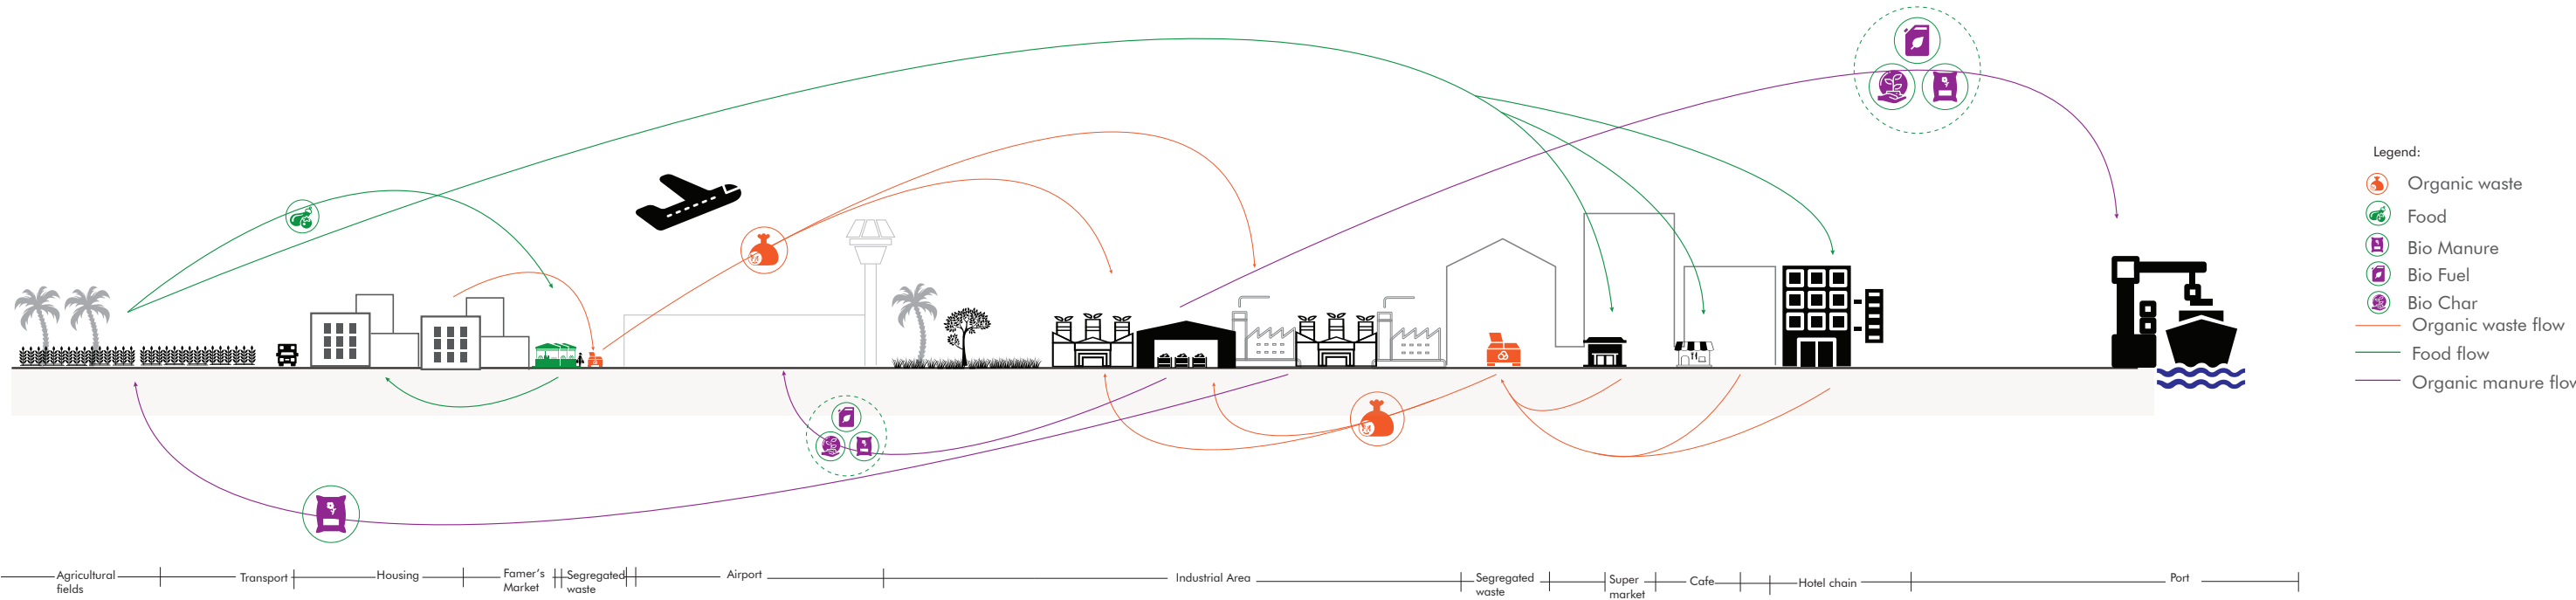 Legend:
Organic waste
Food
Bio Manure
Bio Fuel
Bio Char
Organic waste flow
Food flow
Organic manure flow
Agricultural
fields
Transport
Housing
Famer's
Market
Segregated
waste
Airport
Industrial Area
Segregated
waste
Super
market
Cafe
Hotel chain
Port